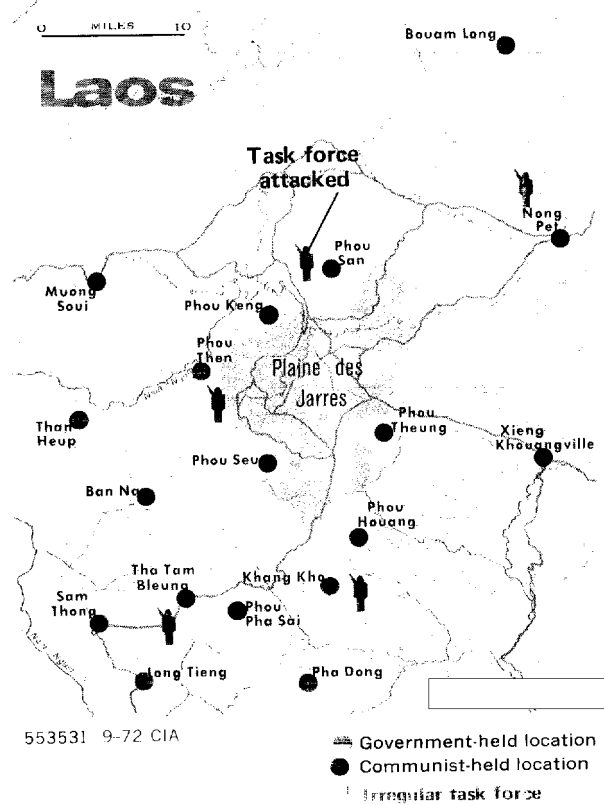 0 MILES 10
Laos
Bouam Long
Task force
attacked
Nong
Pet
Phou
San
Muong
Soui
Phou Keng
Phou
Then
Plaine des
Jarres
Than
Heup
Phou
Theung
Xieng
Khouangville
Phou Seu
Ban Na
Phou
Houang
Tha Tam
Bleung
Khang Kho
Sam
Thong
Phou
Pha Sai
Long Tieng
Pha Dong
553531 9-72 CIA
Government-held location
Communist-held location
Irregular task force